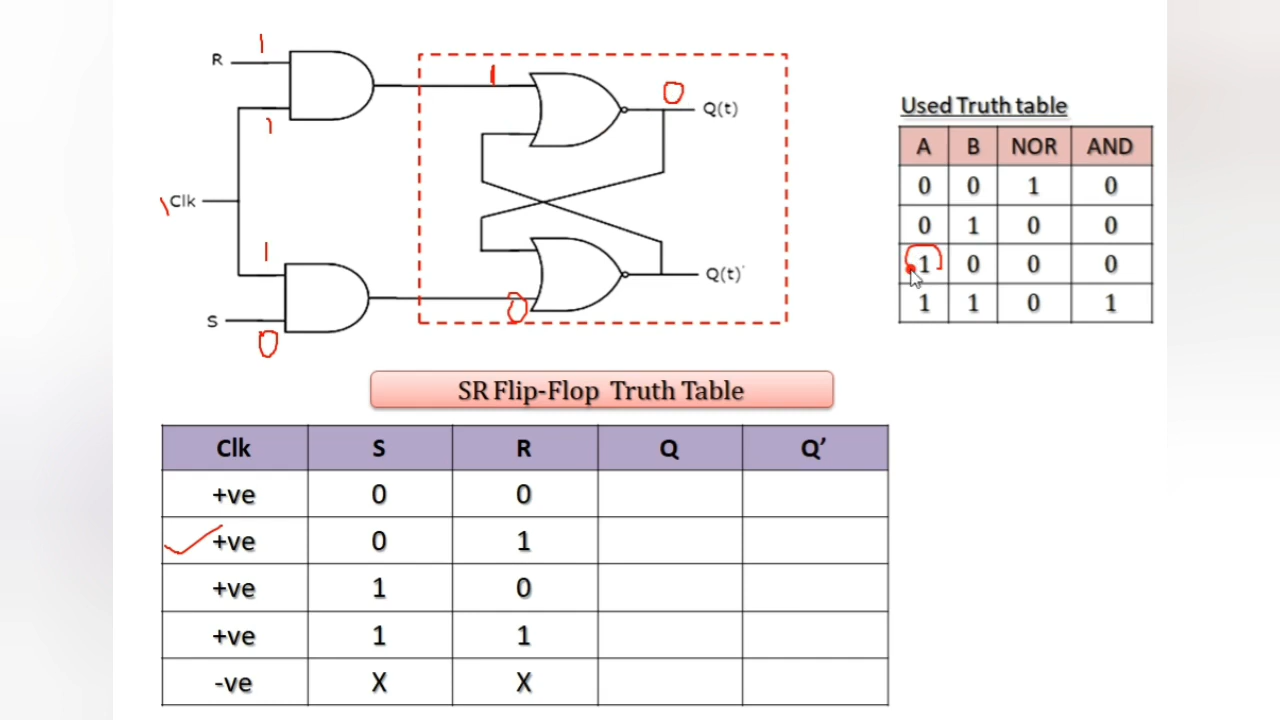 R 1
1
1 0 Q(t)
1 Clk
1
S 0
0 Q(t)'
Used Truth table
A B NOR AND
0 0 1 0
0 1 0 0
1 0 0 0
1 1 0 1
SR Flip-Flop Truth Table
Clk S R Q Q’
+ve 0 0
+ve 0 1
+ve 1 0
+ve 1 1
-ve X X